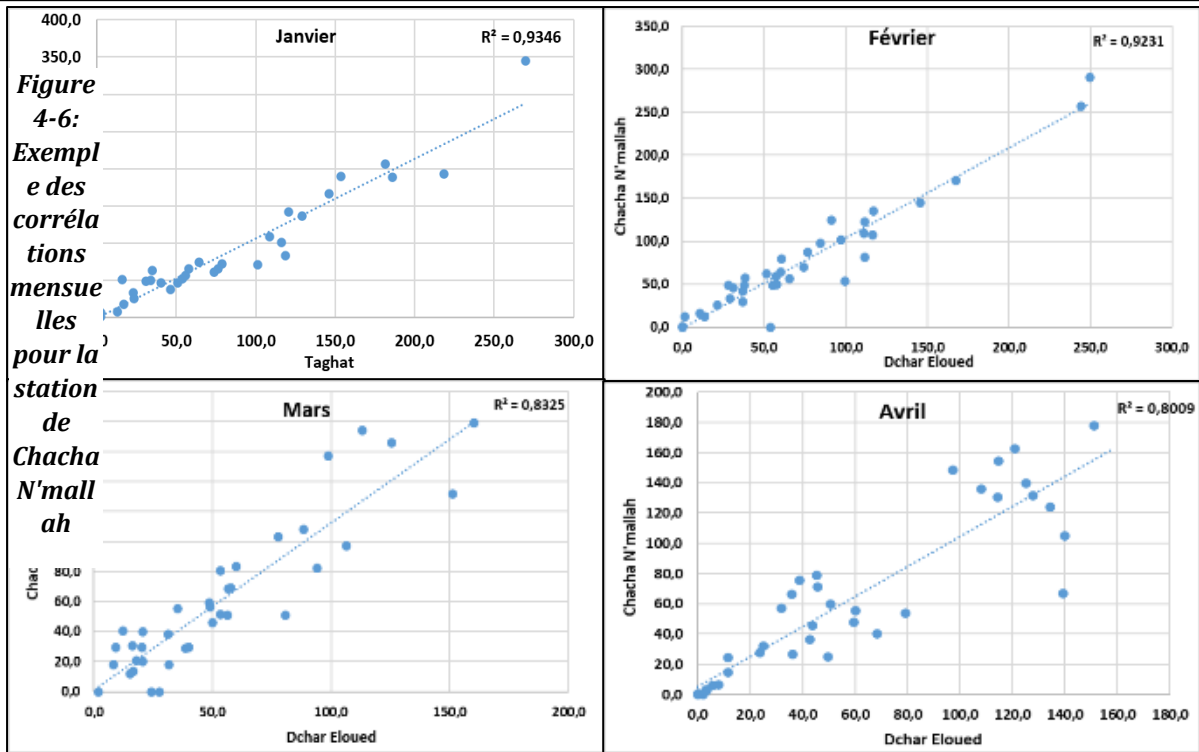 400,0
Janvier
R² = 0,9346
350,0
Figure
4-6:
Exempl
e des
corréla
tions
mensue
lles
pour la
station
de
Chacha
N'mall
ah
50,0
100,0
150,0
200,0
250,0
300,0
Taghat
350,0
Février
R² = 0,9231
300,0
250,0
200,0
150,0
100,0
50,0
0,0
Chacha N'mallah
0,0
50,0
100,0
150,0
200,0
250,0
300,0
Dchar Eloued
Mars
R² = 0,8325
80,0
60,0
40,0
20,0
0,0
0,0
50,0
100,0
150,0
200,0
Dchar Eloued
200,0
Avril
R² = 0,8009
180,0
160,0
140,0
120,0
100,0
80,0
60,0
40,0
20,0
0,0
Chacha N'mallah
0,0
20,0
40,0
60,0
80,0
100,0
120,0
140,0
160,0
180,0
Dchar Eloued